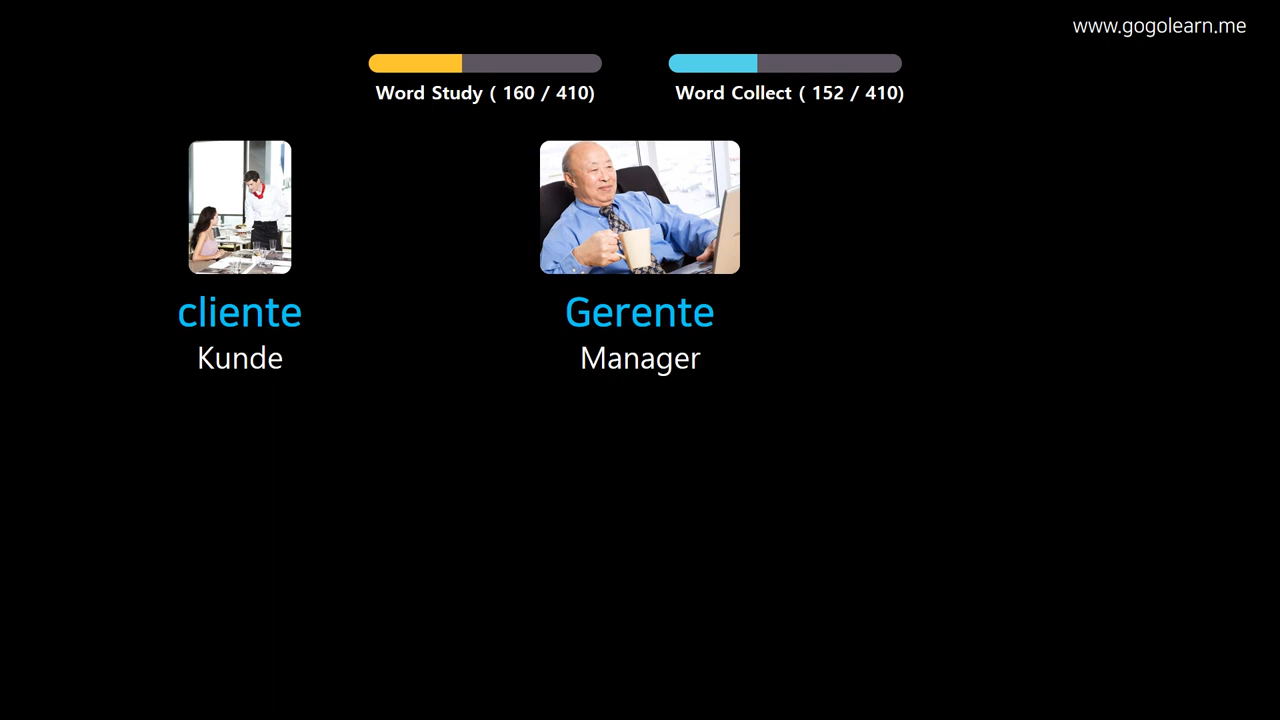 www.gogolearn.me
Word Study ( 160 / 410)
Word Collect ( 152 / 410)
cliente
Gerente
Kunde
Manager